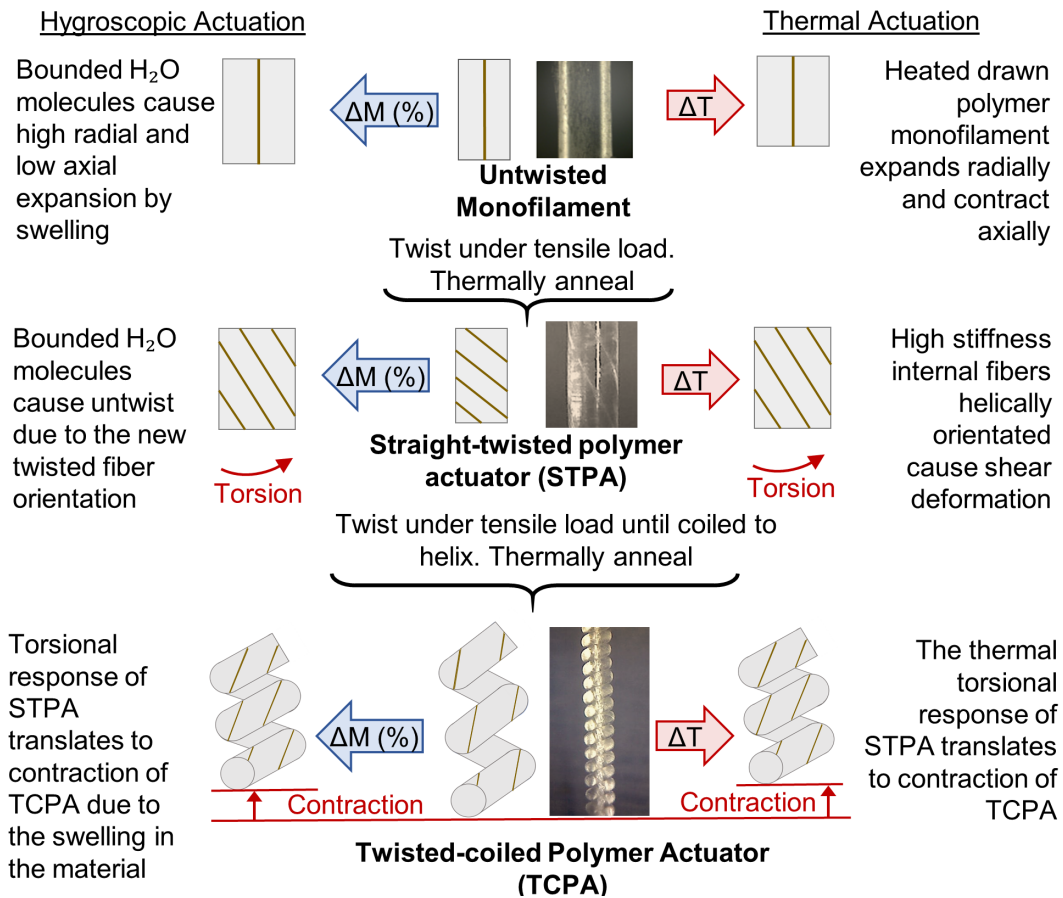 Hygroscopic Actuation
Thermal Actuation
Bounded H₂O
molecules cause
high radial and
low axial
expansion by
swelling
ΔM (%)
ΔT
Untwisted
Monofilament
Heated drawn
polymer
monofilament
expands radially
and contract
axially
Twist under tensile load.
Thermally anneal
Bounded H₂O
molecules
cause untwist
due to the new
twisted fiber
orientation
ΔM (%)
ΔT
Torsion
Straight-twisted polymer
actuator (STPA)
Torsion
High stiffness
internal fibers
helically
orientated
cause shear
deformation
Twist under tensile load until coiled to
helix. Thermally anneal
Torsional
response of
STPA
translates to
contraction of
TCPA due to
the swelling in
the material
ΔM (%)
ΔT
Contraction
Contraction
Twisted-coiled Polymer Actuator
(TCPA)
The thermal
torsional
response of
STPA translates
to contraction of
TCPA